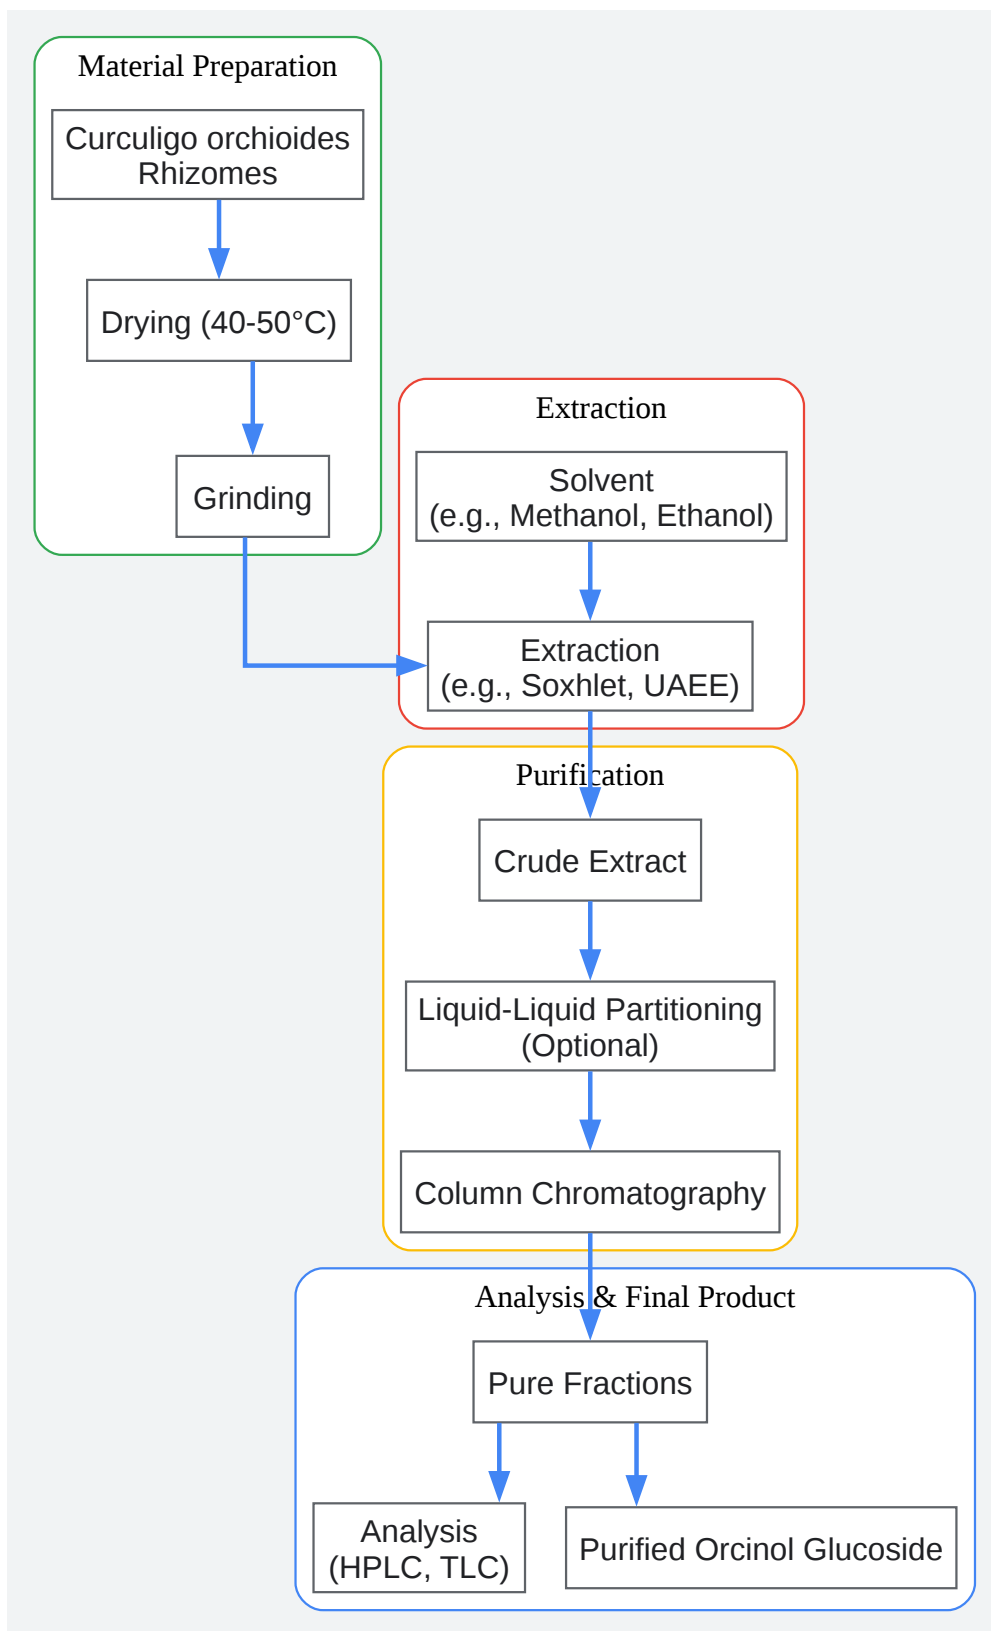 Material Preparation
Curculigo orchioides
Rhizomes
Drying (40-50°C)
Grinding
Extraction
Solvent
(e.g., Methanol, Ethanol)
Extraction
(e.g., Soxhlet, UAEE)
Purification
Crude Extract
Liquid-Liquid Partitioning
(Optional)
Column Chromatography
Analysis & Final Product
Pure Fractions
Analysis
(HPLC, TLC)
Purified Orcinol Glucoside